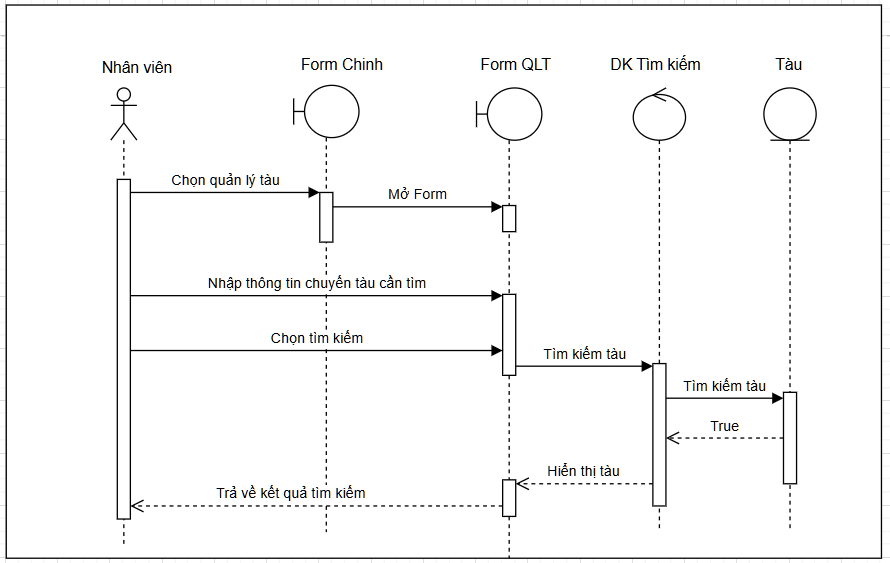 Nhân viên
Form Chinh
Form QLT
DK Tìm kiếm
Tàu
Chọn quản lý tàu
Mở Form
Nhập thông tin chuyến tàu cần tìm
Chọn tìm kiếm
Tìm kiếm tàu
Tìm kiếm tàu
True
Hiển thị tàu
Trả về kết quả tìm kiếm